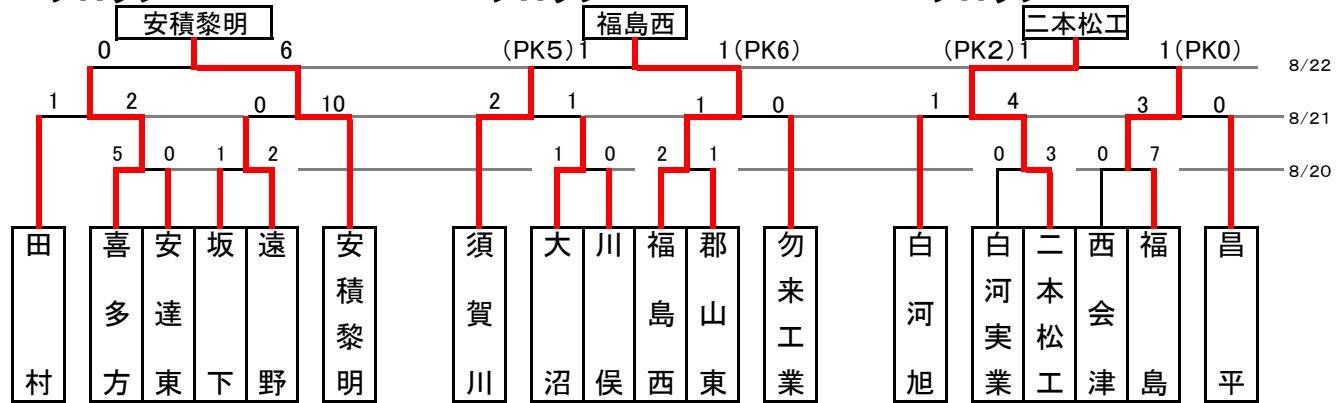 安積黎明 福島西 二本松工
0 6 (PK5)1 1(PK6) (PK2)1 1(PK0) 8/22
1 2 0 10 2 1 1 0 1 4 3 0 8/21
5 0 1 2 1 0 2 1 0 3 0 7 8/20
田村
喜多方
安達東
坂下
遠野
安積黎明
須賀川
大沼
川俣
福島西
郡山東
勿来工業
白河旭
白河実業
二本松工
西会津
福島
昌平